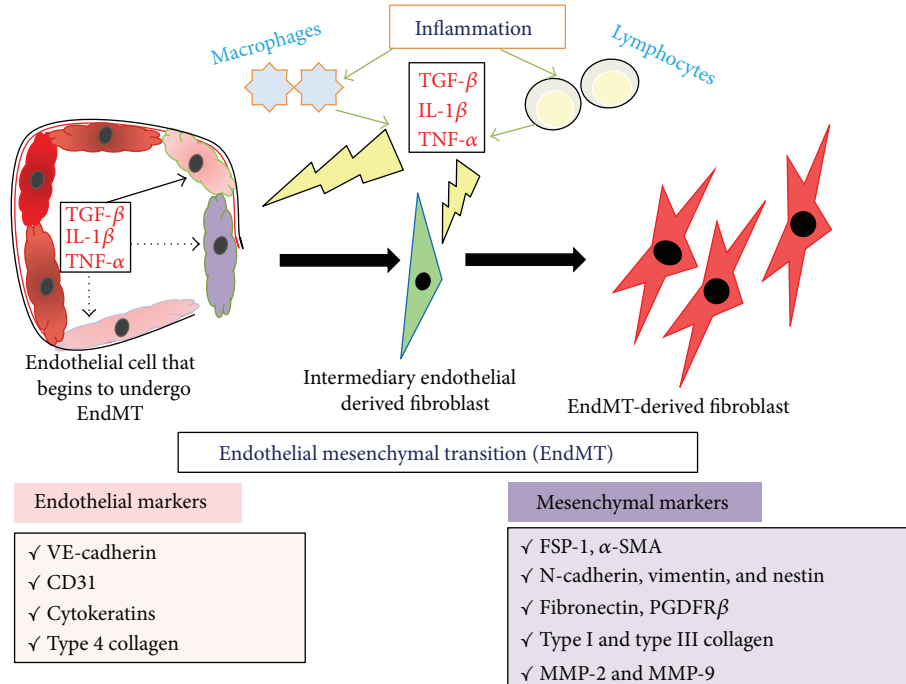 Inflammation
Macrophages
Lymphocytes
TGF-β
IL-1β
TNF-α
TGF-β
IL-1β
TNF-α
Endothelial cell that
begins to undergo
EndMT
Intermediary endothelial
derived fibroblast
EndMT-derived fibroblast
Endothelial mesenchymal transition (EndMT)
Endothelial markers
✓ VE-cadherin
✓ CD31
✓ Cytokeratins
✓ Type 4 collagen
Mesenchymal markers
✓ FSP-1, α-SMA
✓ N-cadherin, vimentin, and nestin
✓ Fibronectin, PGDFRβ
✓ Type I and type III collagen
✓ MMP-2 and MMP-9